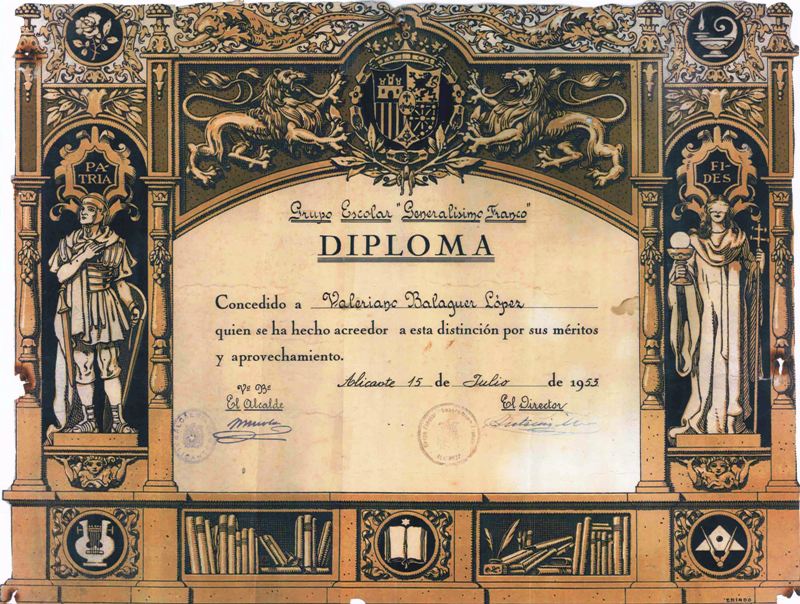 PA
TRIA
FI-
DES
Grupo Escolar "Generalísimo Franco"
DIPLOMA
Concedido a Valeriano Balaguer López
quien se ha hecho acreedor a esta distinción por sus méritos
y aprovechamiento.
Alicante 15 de Julio de 1953
Vº Bº
El Alcalde
El Director